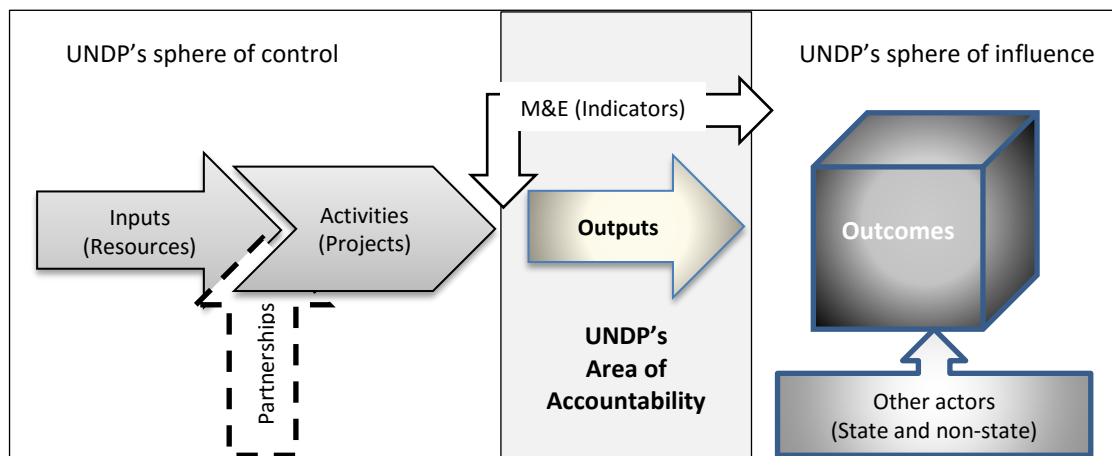 UNDP’s sphere of control
UNDP’s sphere of influence
M&E (Indicators)
Inputs
(Resources)
Activities
(Projects)
Outputs
Outcomes
Partnerships
UNDP’s
Area of
Accountability
Other actors
(State and non-state)